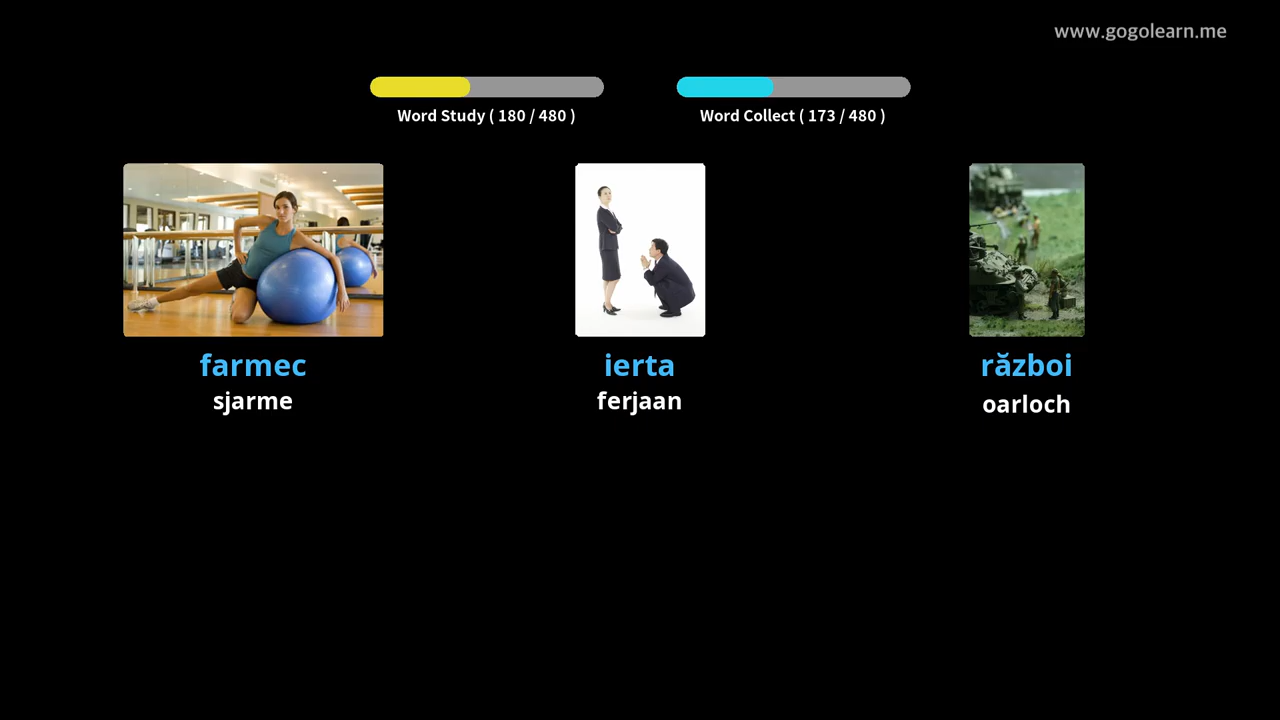 www.gogolearn.me
Word Study ( 180 / 480 )
Word Collect ( 173 / 480 )
farmec
sjarme
ierta
ferjaan
război
oarloch